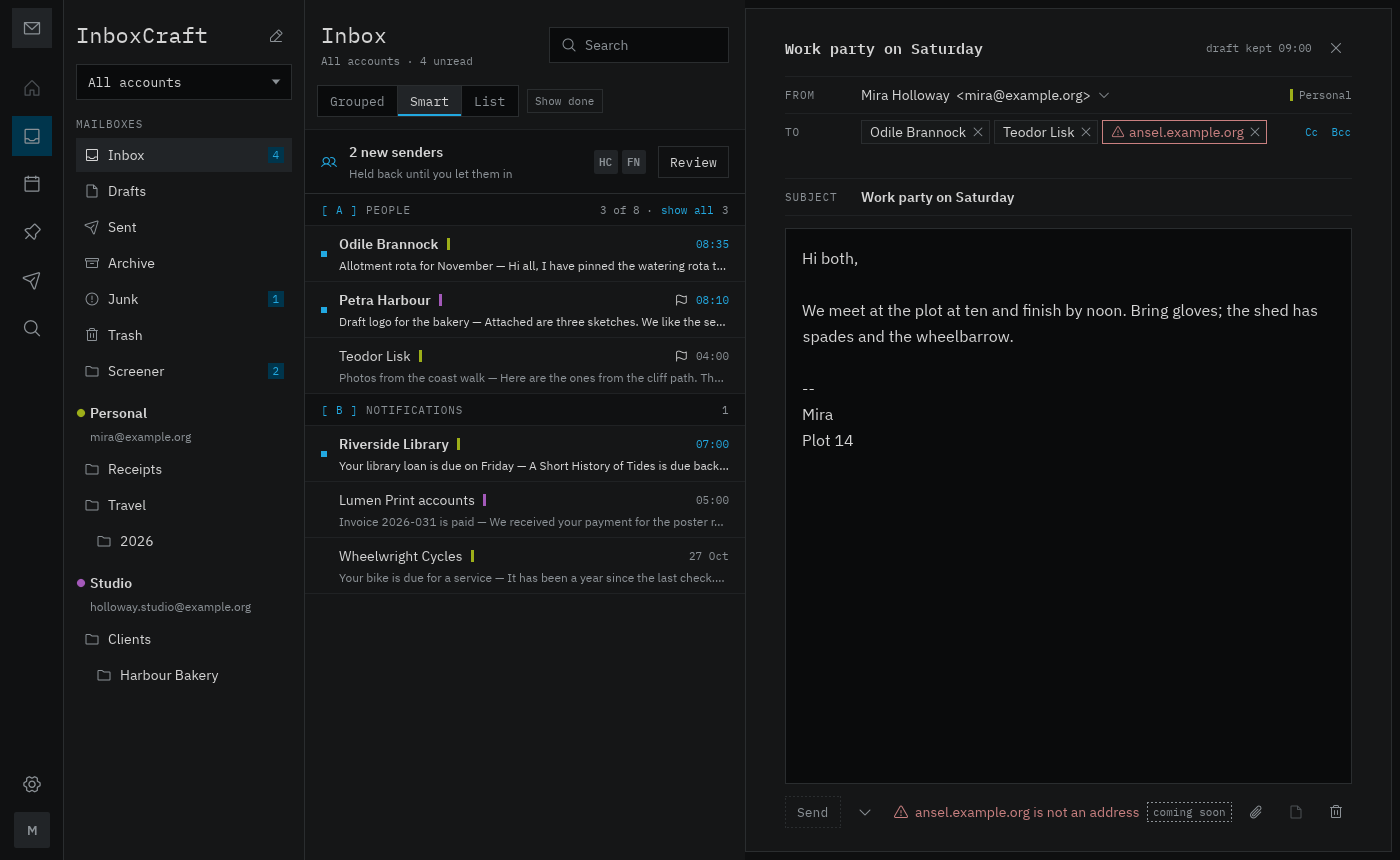 InboxCraft
All accounts
MAILBOXES
Inbox 4
Drafts
Sent
Archive
Junk 1
Trash
Screener 2
Personal
mira@example.org
Receipts
Travel
2026
Studio
holloway.studio@example.org
Clients
Harbour Bakery
M
Inbox
All accounts · 4 unread
Search
Grouped Smart List Show done
2 new senders
Held back until you let them in
HC FN Review
[ A ] PEOPLE 3 of 8 · show all 3
Odile Brannock 08:35
Allotment rota for November — Hi all, I have pinned the watering rota t…
Petra Harbour 08:10
Draft logo for the bakery — Attached are three sketches. We like the se…
Teodor Lisk 04:00
Photos from the coast walk — Here are the ones from the cliff path. Th…
[ B ] NOTIFICATIONS 1
Riverside Library 07:00
Your library loan is due on Friday — A Short History of Tides is due back…
Lumen Print accounts 05:00
Invoice 2026-031 is paid — We received your payment for the poster r…
Wheelwright Cycles 27 Oct
Your bike is due for a service — It has been a year since the last check.…
Work party on Saturday draft kept 09:00
FROM Mira Holloway <mira@example.org> Personal
TO Odile Brannock Teodor Lisk ansel.example.org Cc Bcc
SUBJECT Work party on Saturday
Hi both,
We meet at the plot at ten and finish by noon. Bring gloves; the shed has
spades and the wheelbarrow.
--
Mira
Plot 14
Send ansel.example.org is not an address coming soon